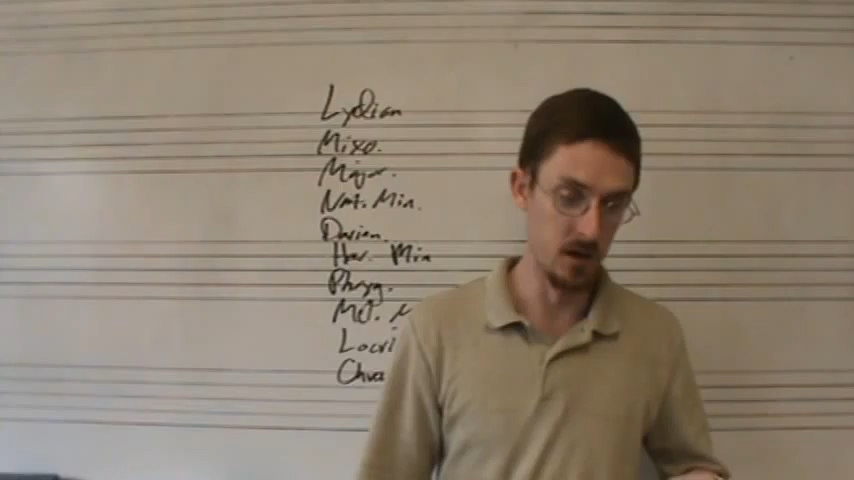 Lydian
Mixo.
Major.
Nat. Min.
Dorian.
Har. Min
Phryg.
Locri